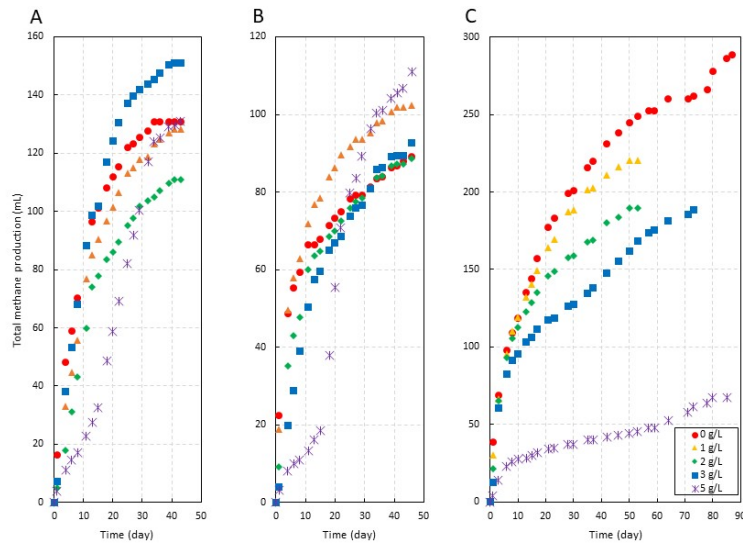 A
B
C
Total methane production (mL)
160
140
120
100
80
60
40
20
0
0 10 20 30 40 50
Time (day)
120
100
80
60
40
20
0
0 10 20 30 40 50
Time (day)
300
250
200
150
100
50
0
0 10 20 30 40 50 60 70 80 90
Time (day)
0 g/L
1 g/L
2 g/L
3 g/L
5 g/L